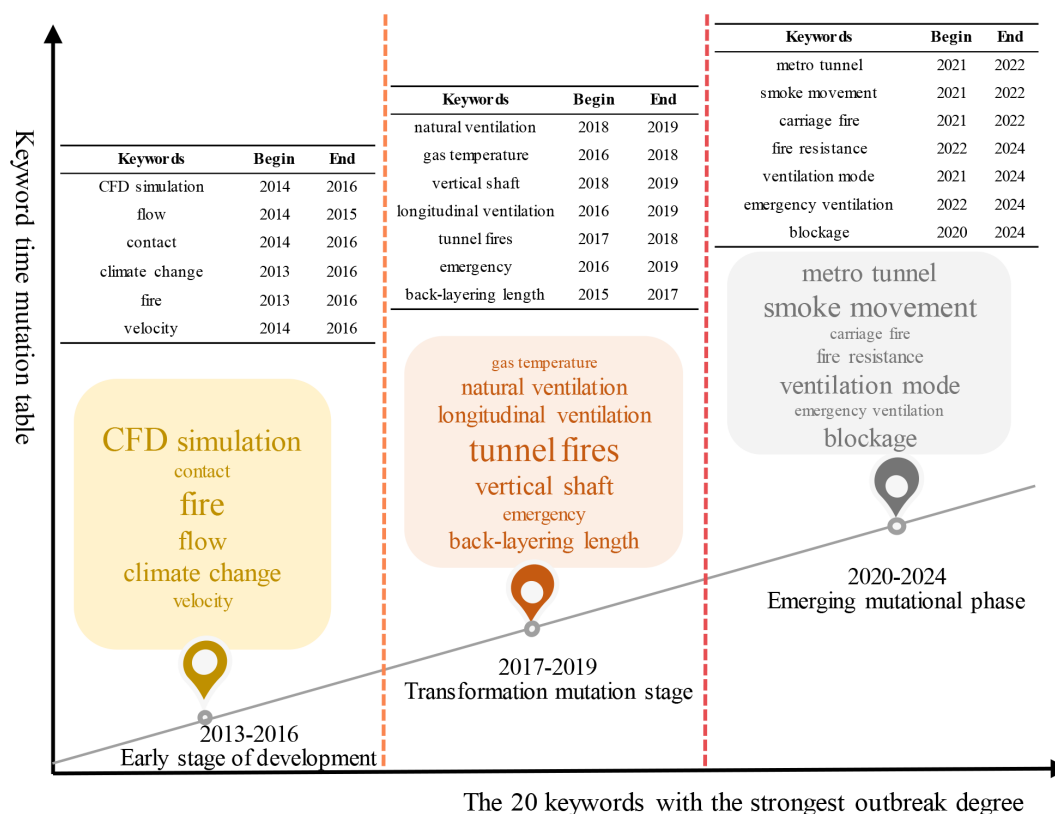 Keyword time mutation table
Keywords Begin End
CFD simulation 2014 2016
flow 2014 2015
contact 2014 2016
climate change 2013 2016
fire 2013 2016
velocity 2014 2016
CFD simulation
contact
fire
flow
climate change
velocity
2013-2016
Early stage of development
Keywords Begin End
natural ventilation 2018 2019
gas temperature 2016 2018
vertical shaft 2018 2019
longitudinal ventilation 2016 2019
tunnel fires 2017 2018
emergency 2016 2019
back-layering length 2015 2017
gas temperature
natural ventilation
longitudinal ventilation
tunnel fires
vertical shaft
emergency
back-layering length
2017-2019
Transformation mutation stage
Keywords Begin End
metro tunnel 2021 2022
smoke movement 2021 2022
carriage fire 2021 2022
fire resistance 2022 2024
ventilation mode 2021 2024
emergency ventilation 2022 2024
blockage 2020 2024
metro tunnel
smoke movement
carriage fire
fire resistance
ventilation mode
emergency ventilation
blockage
2020-2024
Emerging mutational phase
The 20 keywords with the strongest outbreak degree